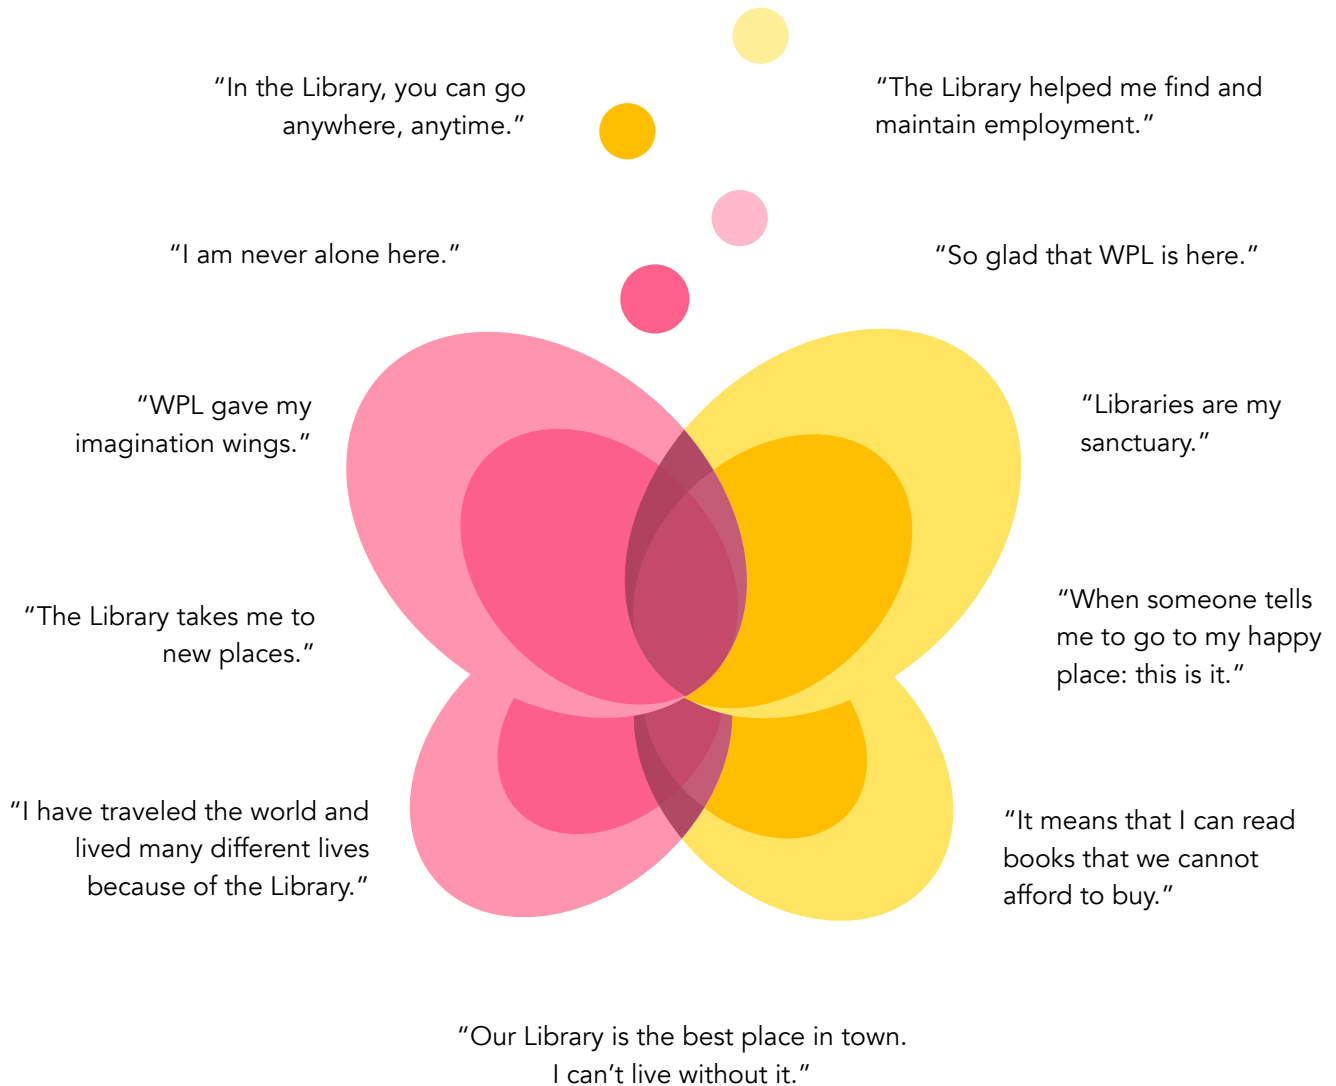 “In the Library, you can go
anywhere, anytime.”
“The Library helped me find and
maintain employment.”
“I am never alone here.”
“So glad that WPL is here.”
“WPL gave my
imagination wings.”
“Libraries are my
sanctuary.”
“The Library takes me to
new places.”
“When someone tells
me to go to my happy
place: this is it.”
“I have traveled the world and
lived many different lives
because of the Library.”
“It means that I can read
books that we cannot
afford to buy.”
“Our Library is the best place in town.
I can’t live without it.”